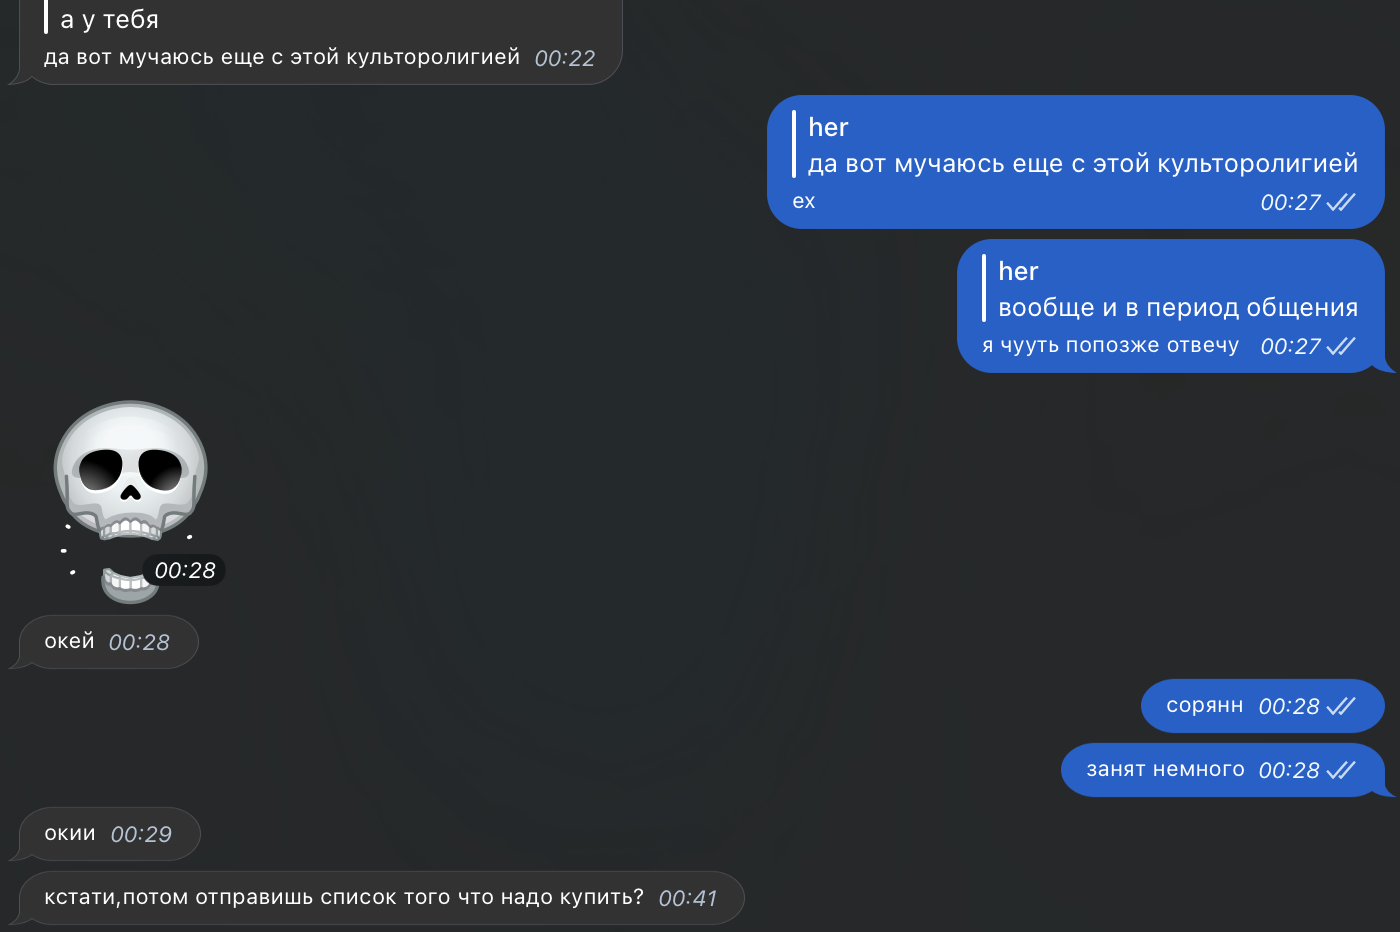 а у тебя
да вот мучаюсь еще с этой культоролигией 00:22
her
да вот мучаюсь еще с этой культоролигией
ех 00:27
her
вообще и в период общения
я чууть попозже отвечу 00:27
00:28
окей 00:28
сорянн 00:28
занят немного 00:28
окии 00:29
кстати,потом отправишь список того что надо купить? 00:41